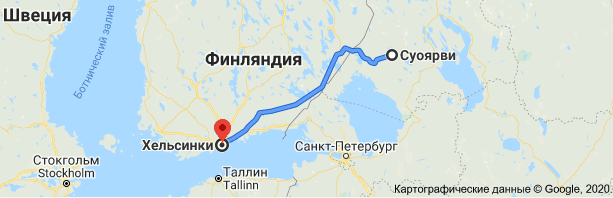 Швеция
Ботнический залив
Финляндия
Суоярви
Хельсинки
Санкт-Петербург
Стокгольм
Stockholm
Таллин
Tallinn
Картографические данные © Google, 2020.